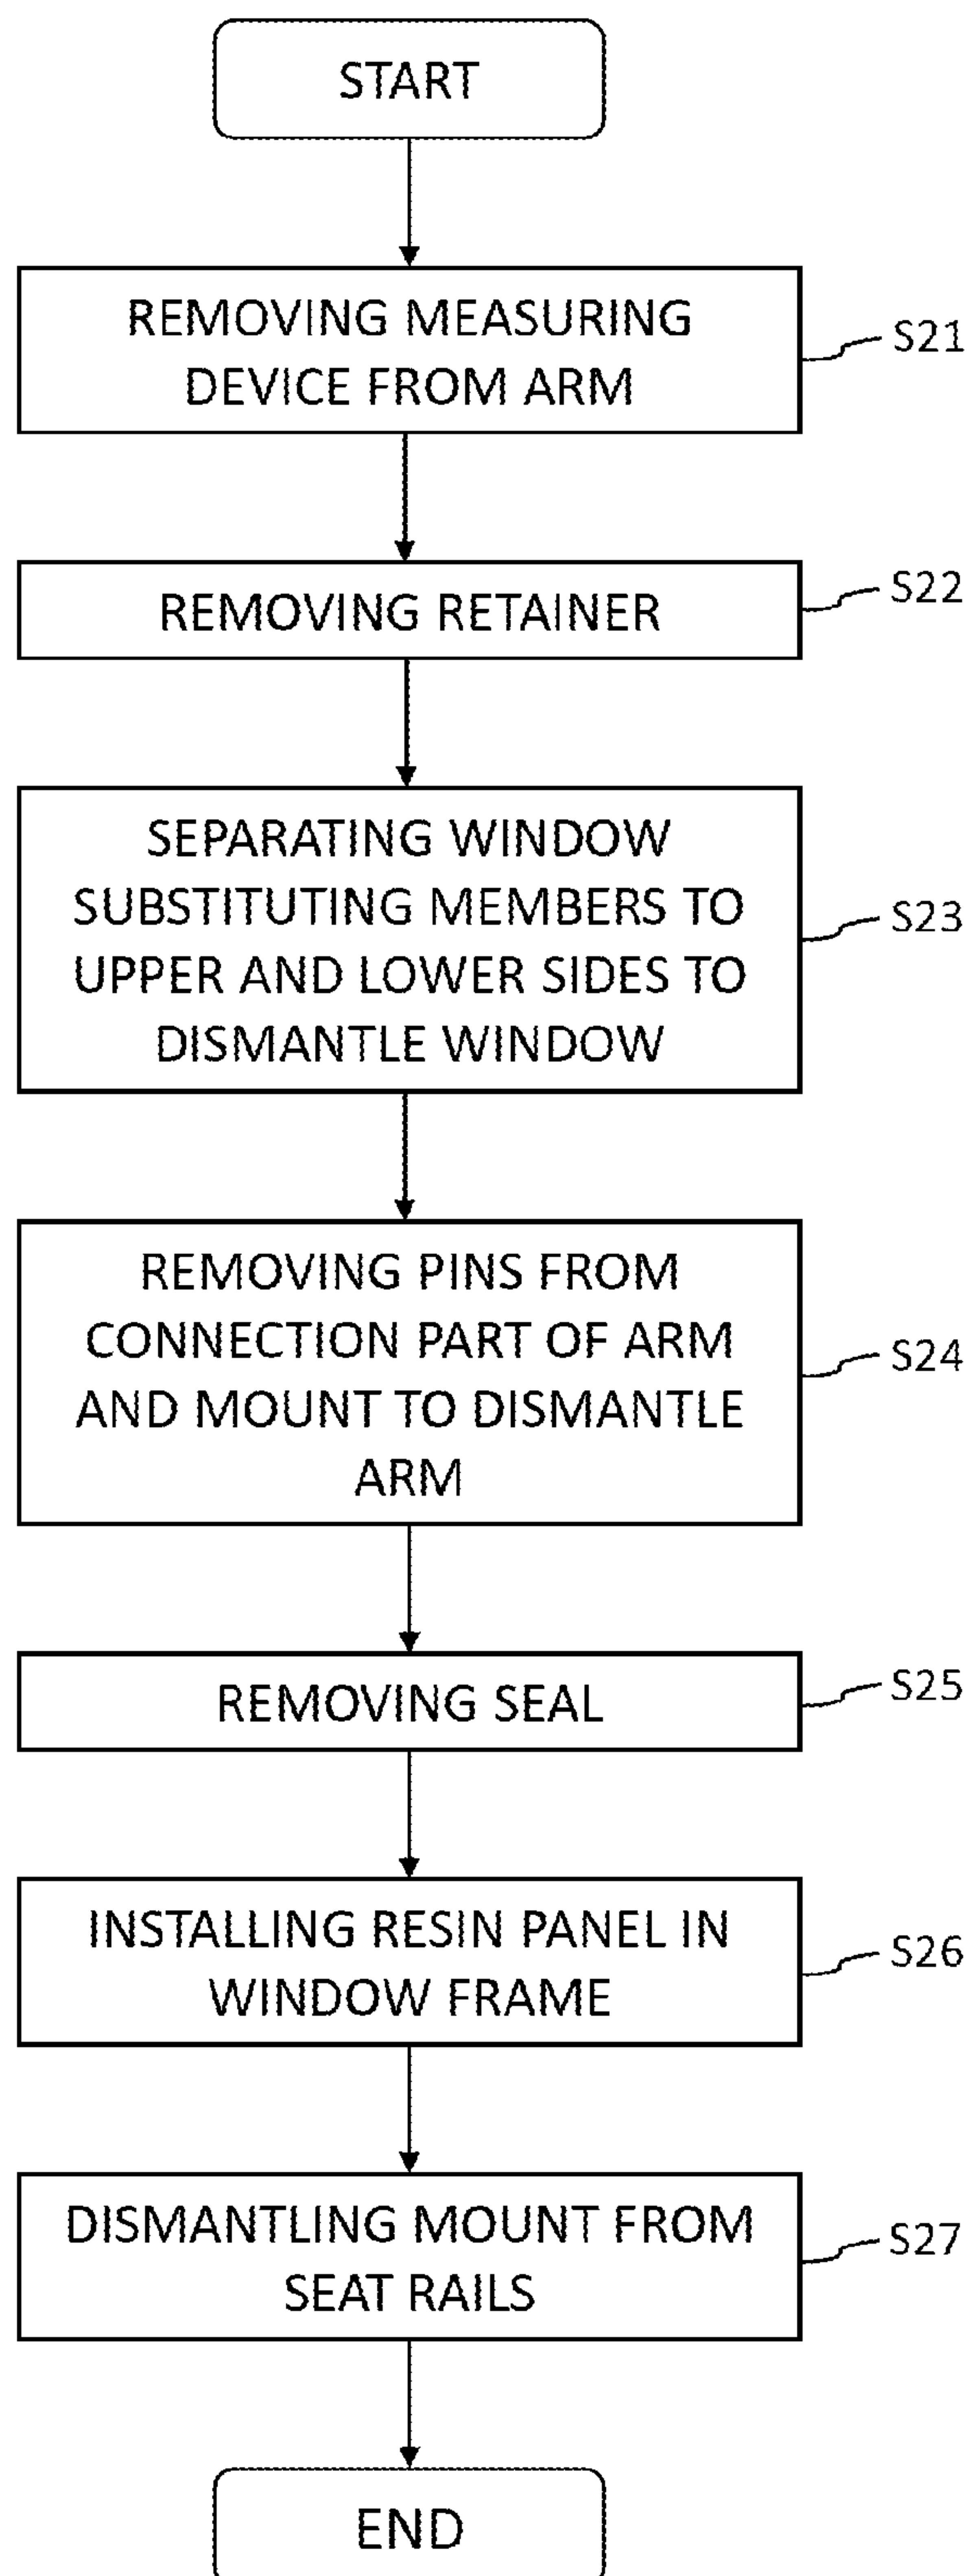 START
REMOVING MEASURING
DEVICE FROM ARM
S21
REMOVING RETAINER
S22
SEPARATING WINDOW
SUBSTITUTING MEMBERS TO
UPPER AND LOWER SIDES TO
DISMANTLE WINDOW
S23
REMOVING PINS FROM
CONNECTION PART OF ARM
AND MOUNT TO DISMANTLE
ARM
S24
REMOVING SEAL
S25
INSTALLING RESIN PANEL IN
WINDOW FRAME
S26
DISMANTLING MOUNT FROM
SEAT RAILS
S27
END